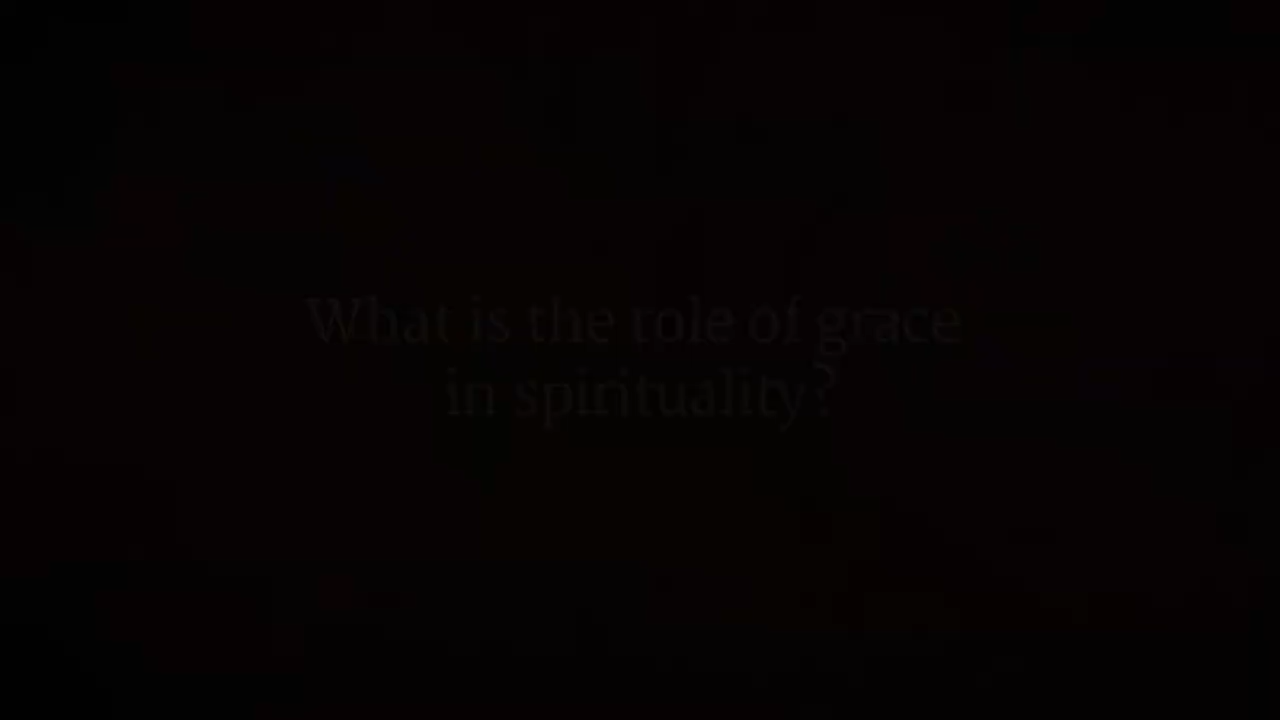 What is the role of grace
in spirituality?